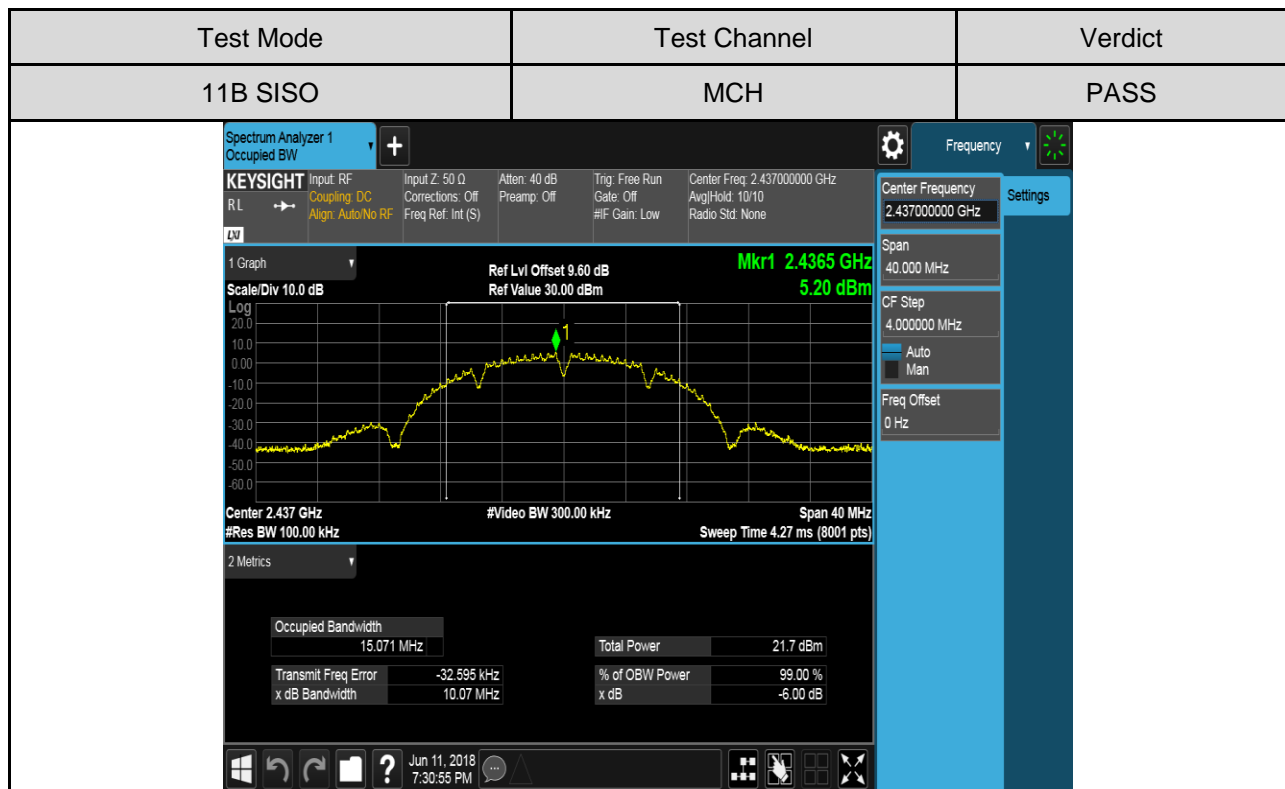 Test Mode Test Channel Verdict
11B SISO MCH PASS
Spectrum Analyzer 1
Occupied BW
+
Frequency
KEYSIGHT Input: RF Input Z: 50 Ω Atten: 40 dB Trig: Free Run Center Freq: 2.437000000 GHz
RL Coupling: DC Corrections: Off Preamp: Off Gate: Off Avg|Hold: 10/10
Align: Auto/No RF Freq Ref: Int (S) #IF Gain: Low Radio Std: None
LXI
Center Frequency
2.437000000 GHz
Settings
Span
40.000 MHz
CF Step
4.000000 MHz
Auto
Man
Freq Offset
0 Hz
1 Graph Ref Lvl Offset 9.60 dB Mkr1 2.4365 GHz
Scale/Div 10.0 dB Ref Value 30.00 dBm 5.20 dBm
Log
20.0
10.0
0.00
-10.0
-20.0
-30.0
-40.0
-50.0
-60.0
1
Center 2.437 GHz #Video BW 300.00 kHz Span 40 MHz
#Res BW 100.00 kHz Sweep Time 4.27 ms (8001 pts)
2 Metrics
Occupied Bandwidth
15.071 MHz Total Power 21.7 dBm
Transmit Freq Error -32.595 kHz % of OBW Power 99.00 %
x dB Bandwidth 10.07 MHz x dB -6.00 dB
? Jun 11, 2018
7:30:55 PM